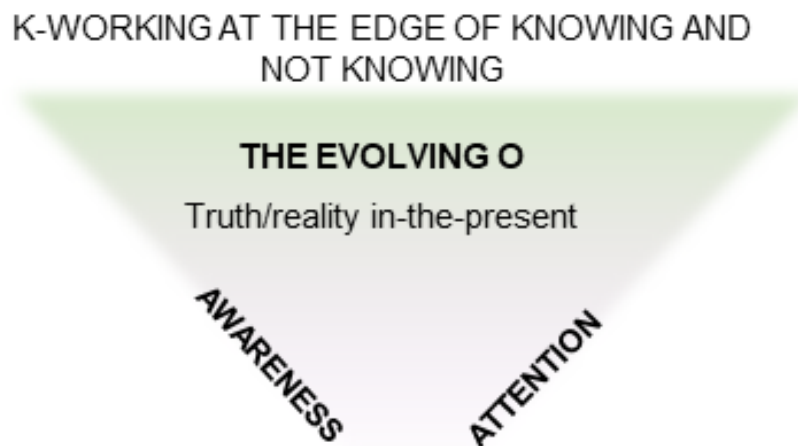 K-WORKING AT THE EDGE OF KNOWING AND
NOT KNOWING
THE EVOLVING O
Truth/reality in-the-present
AWARENESS
ATTENTION